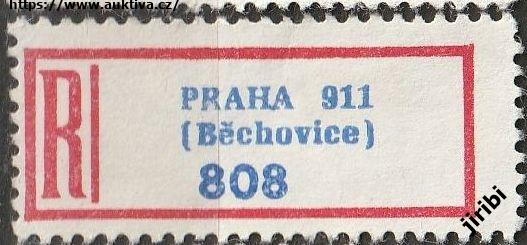 https://www.auktiva.cz/
R
PRAHA 911
(Běchovice)
808
jiribi